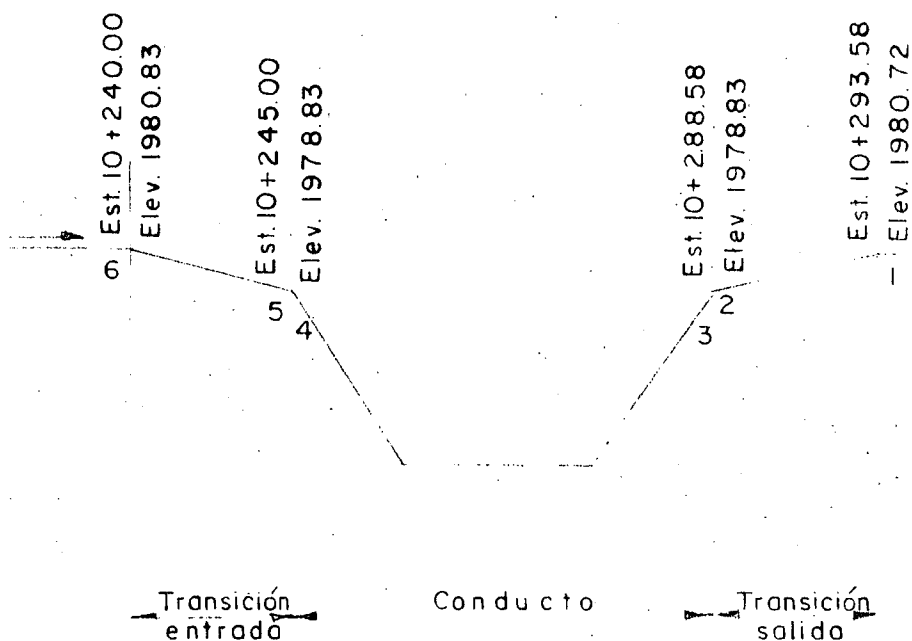 Est. 10+240.00
Elev. 1980.83
Est. 10+245.00
Elev. 1978.83
Est. 10+288.58
Elev. 1978.83
Est. 10+293.58
Elev. 1980.72
6
5
4
3
2
Transición
entrada
Conducto
Transición
salida